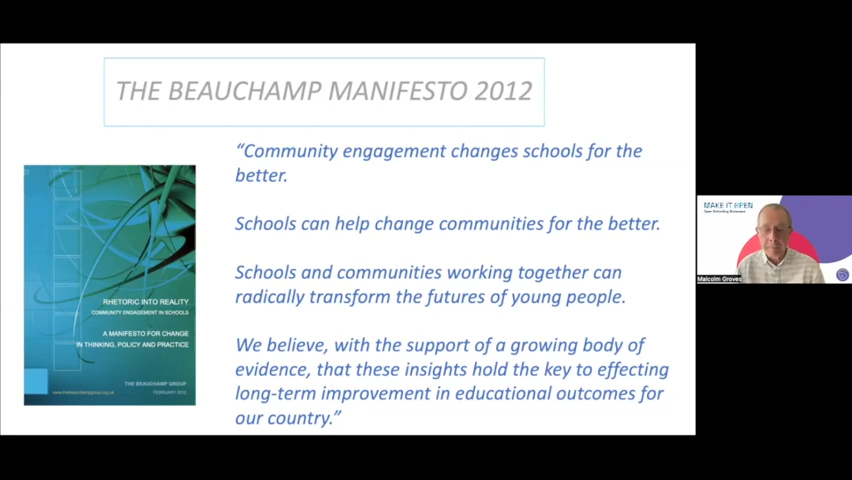 THE BEAUCHAMP MANIFESTO 2012
“Community engagement changes schools for the
better.
Schools can help change communities for the better.
Schools and communities working together can
radically transform the futures of young people.
We believe, with the support of a growing body of
evidence, that these insights hold the key to effecting
long-term improvement in educational outcomes for
our country.”
RHETORIC INTO REALITY
COMMUNITY ENGAGEMENT IN SCHOOLS
A MANIFESTO FOR CHANGE
IN THINKING, POLICY AND PRACTICE
THE BEAUCHAMP GROUP
www.thebeauchampgroup.org.uk
FEBRUARY 2012
MAKE IT OPEN
Open Schooling Showcase
Malcolm Groves